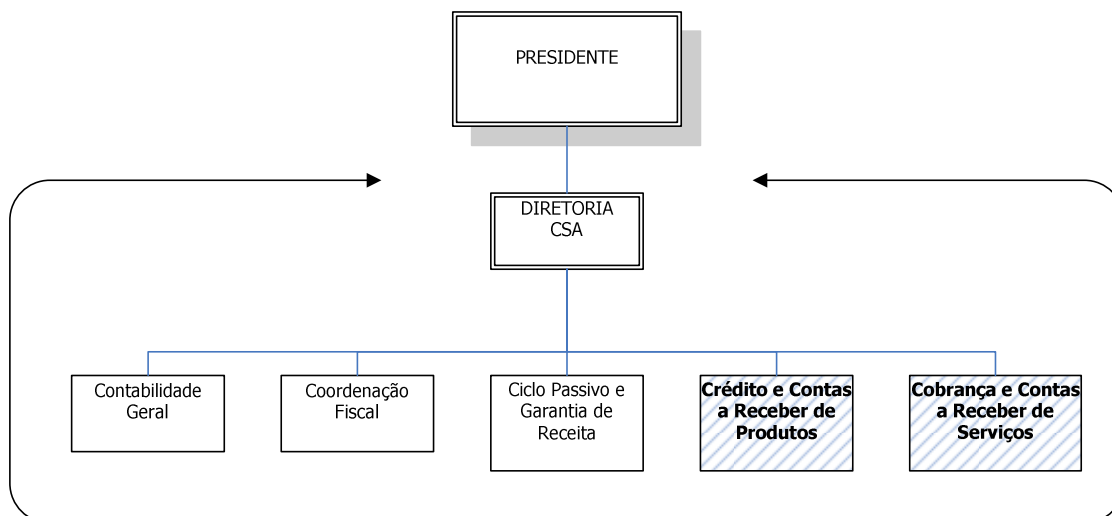 PRESIDENTE
DIRETORIA
CSA
Contabilidade
Geral
Coordenação
Fiscal
Ciclo Passivo e
Garantia de
Receita
Crédito e Contas
a Receber de
Produtos
Cobrança e Contas
a Receber de
Serviços